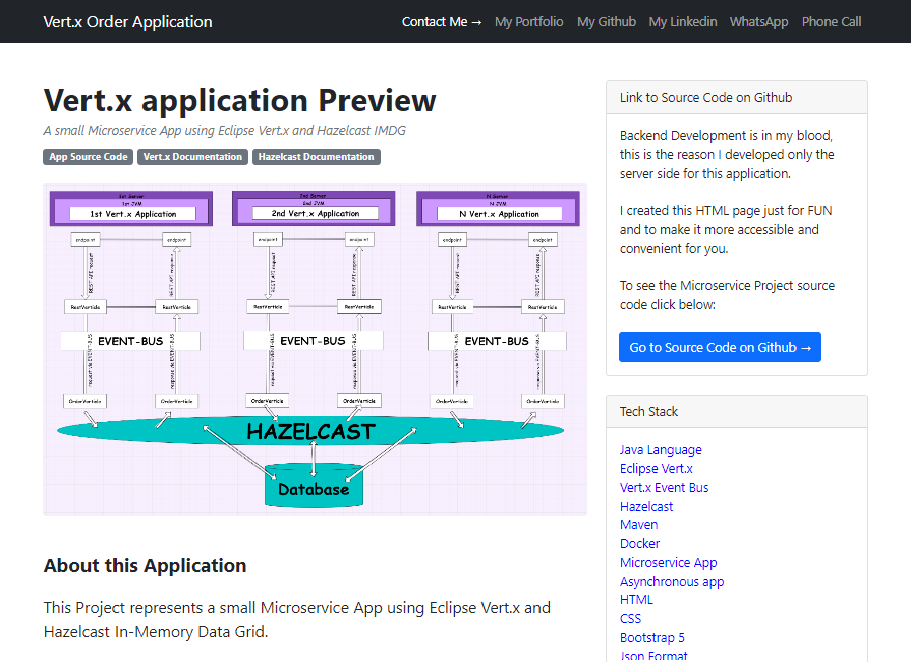 Vert.x Order Application
Contact Me → My Portfolio My Github My Linkedin WhatsApp Phone Call
Vert.x application Preview
A small Microservice App using Eclipse Vert.x and Hazelcast IMDG
App Source Code Vert.x Documentation Hazelcast Documentation
1st Server
1st JVM
1st Vert.x Application
2nd Server
2nd JVM
2nd Vert.x Application
N Server
N JVM
N Vert.x Application
endpoint endpoint endpoint endpoint endpoint endpoint
REST API request REST API response REST API request REST API response REST API request REST API response
RestVerticle RestVerticle RestVerticle RestVerticle RestVerticle RestVerticle
EVENT-BUS EVENT-BUS EVENT-BUS
request via EVENT-BUS response via EVENT-BUS request via EVENT-BUS response via EVENT-BUS request via EVENT-BUS response via EVENT-BUS
OrderVerticle OrderVerticle OrderVerticle OrderVerticle OrderVerticle OrderVerticle
HAZELCAST
Database
About this Application
This Project represents a small Microservice App using Eclipse Vert.x and
Hazelcast In-Memory Data Grid.
Link to Source Code on Github
Backend Development is in my blood,
this is the reason I developed only the
server side for this application.
I created this HTML page just for FUN
and to make it more accessible and
convenient for you.
To see the Microservice Project source
code click below:
Go to Source Code on Github →
Tech Stack
Java Language
Eclipse Vert.x
Vert.x Event Bus
Hazelcast
Maven
Docker
Microservice App
Asynchronous app
HTML
CSS
Bootstrap 5
Json Format